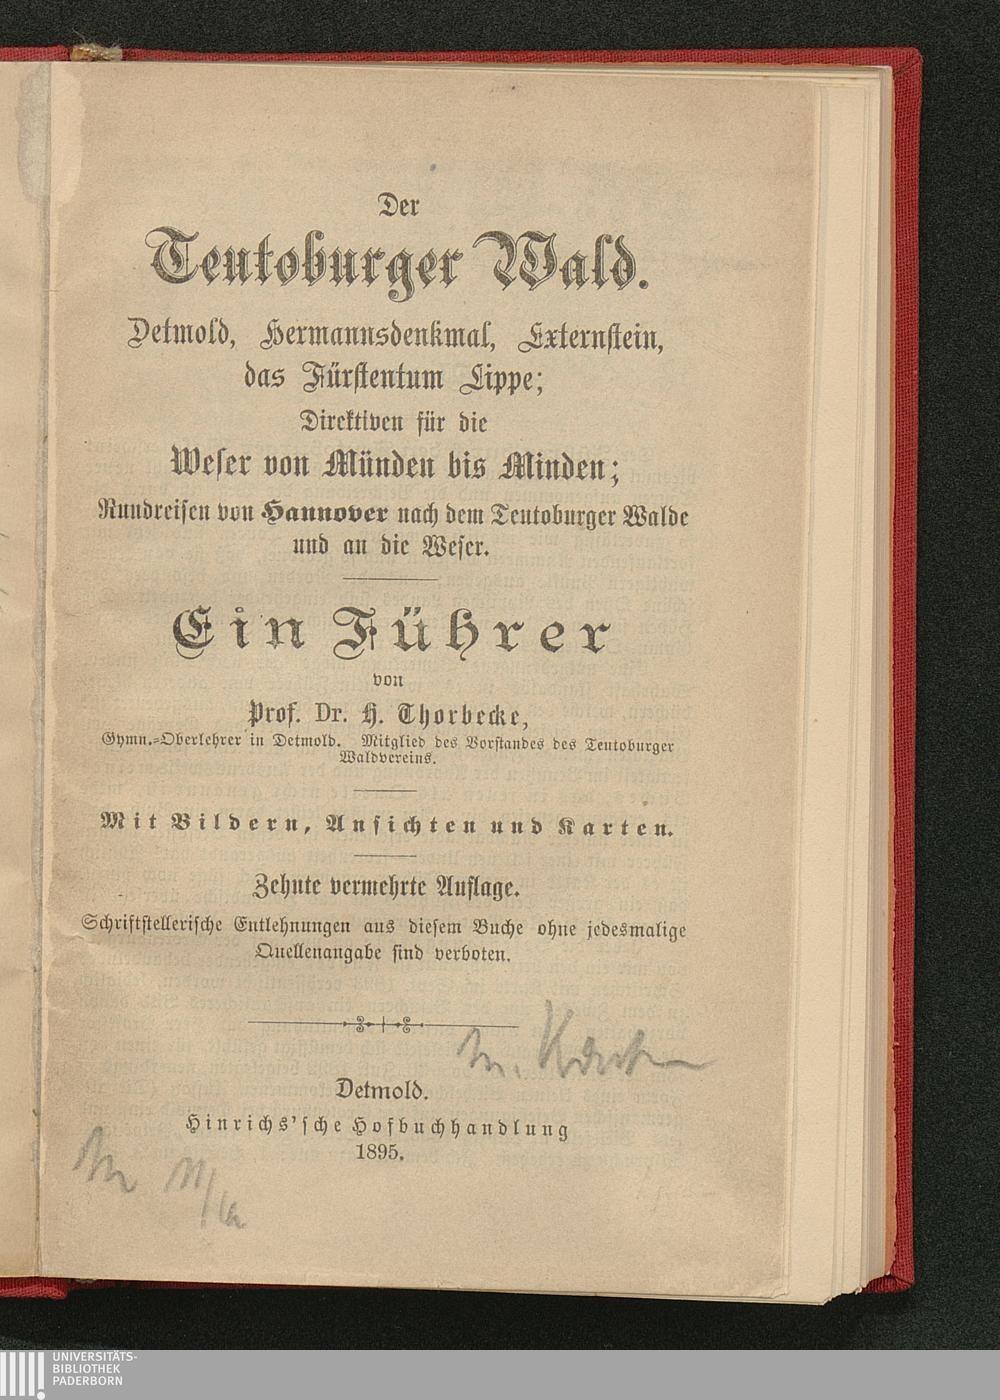 Der
Teutoburger Wald.
Detmold, Hermannsdenkmal, Externstein,
das Fürstentum Lippe;
Direktiven für die
Weser von Münden bis Minden;
Rundreisen von Hannover nach dem Teutoburger Walde
und an die Weser.
Ein Führer
von
Prof. Dr. H. Thorbecke,
Gymn.-Oberlehrer in Detmold. Mitglied des Vorstandes des Teutoburger
Waldvereins.
Mit Bildern, Ansichten und Karten.
Zehnte vermehrte Auflage.
Schriftstellerische Entlehnungen aus diesem Buche ohne jedesmalige
Quellenangabe sind verboten.
Detmold.
Hinrichs'sche Hofbuchhandlung
1895.
UNIVERSITÄTS-
BIBLIOTHEK
PADERBORN